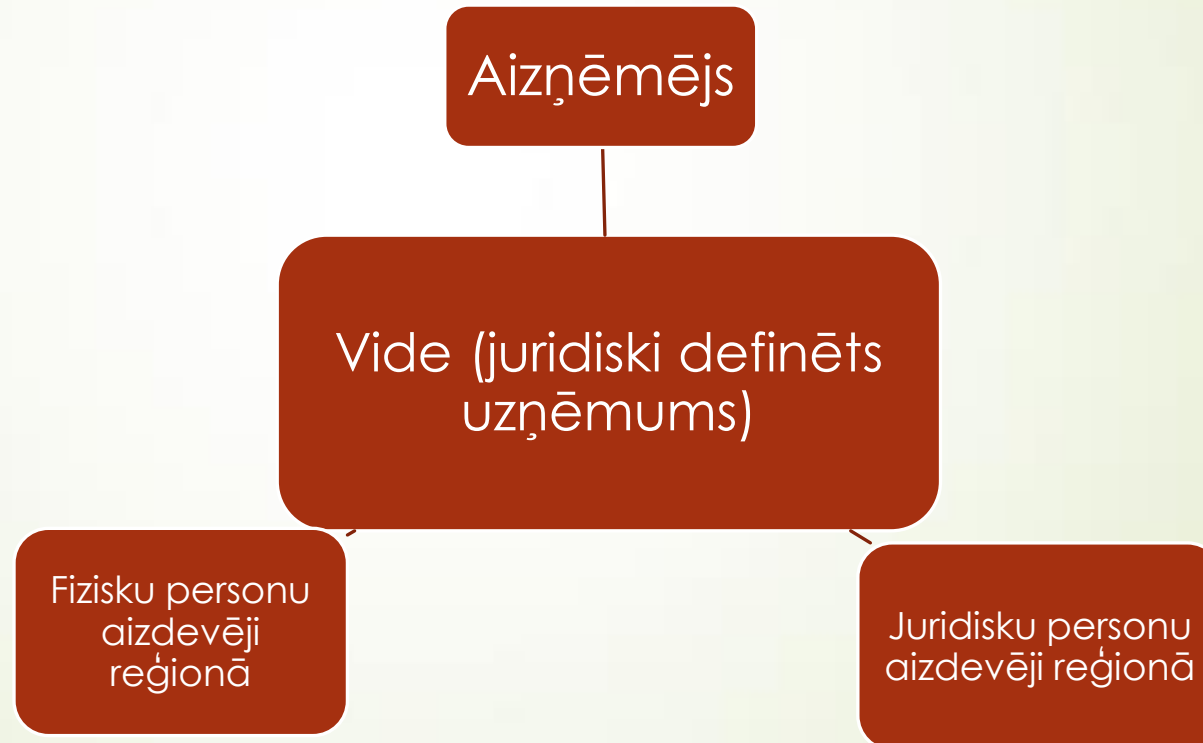 Aizņēmējs
Vide (juridiski definēts
uzņēmums)
Fizisku personu
aizdevēji
reģionā
Juridisku personu
aizdevēji reģionā